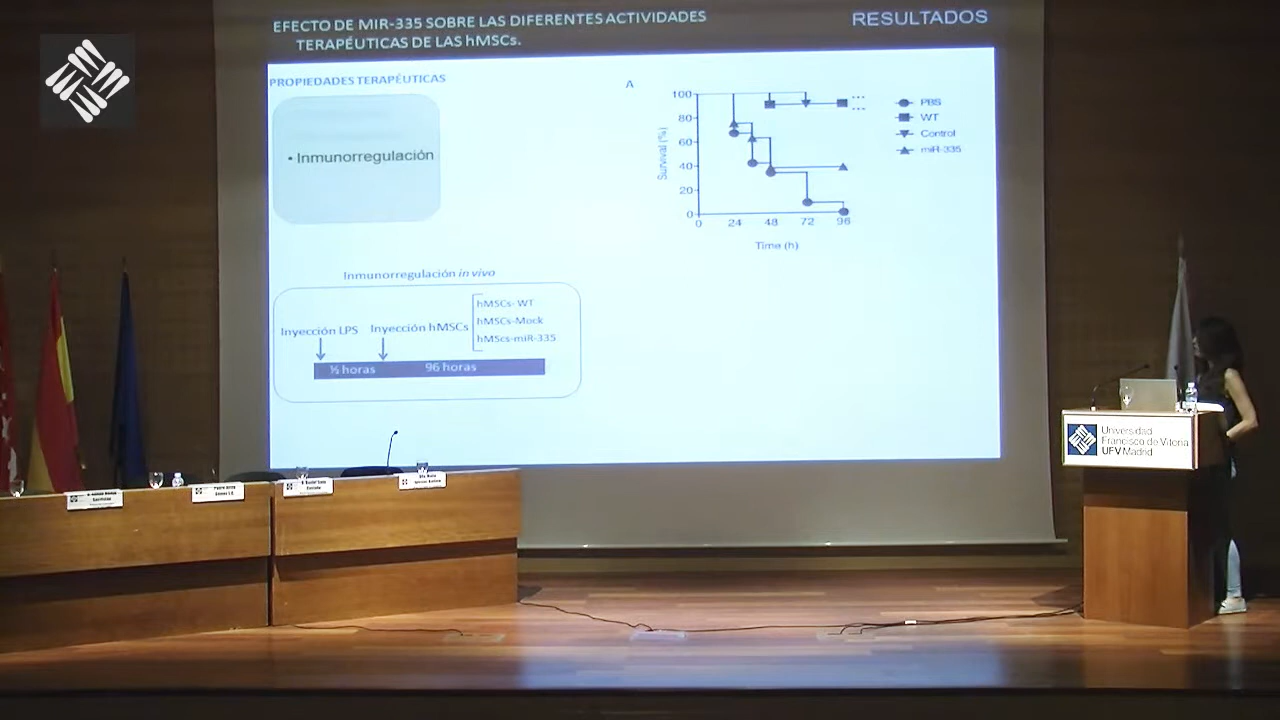 EFECTO DE MIR-335 SOBRE LAS DIFERENTES ACTIVIDADES
TERAPÉUTICAS DE LAS hMSCs.
RESULTADOS
PROPIEDADES TERAPÉUTICAS
• Inmunorregulación
A
Survival (%)
100
80
60
40
20
0
0 24 48 72 96
Time (h)
***
***
PBS
WT
Control
miR-335
Inmunorregulación in vivo
Inyección LPS
Inyección hMSCs
hMSCs- WT
hMSCs-Mock
hMScs-miR-335
½ horas
96 horas
Universidad
Francisco de Vitoria
UFV Madrid